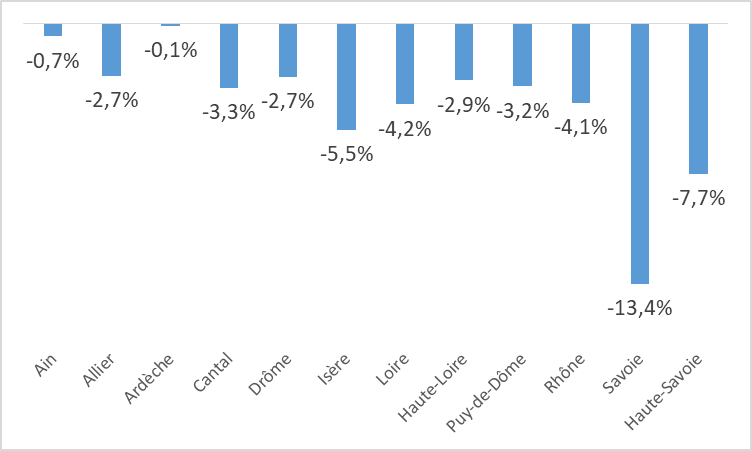 -0,7%
-2,7%
-0,1%
-3,3%
-2,7%
-5,5%
-4,2%
-2,9%
-3,2%
-4,1%
-13,4%
-7,7%
Ain
Allier
Ardèche
Cantal
Drôme
Isère
Loire
Haute-Loire
Puy-de-Dôme
Rhône
Savoie
Haute-Savoie